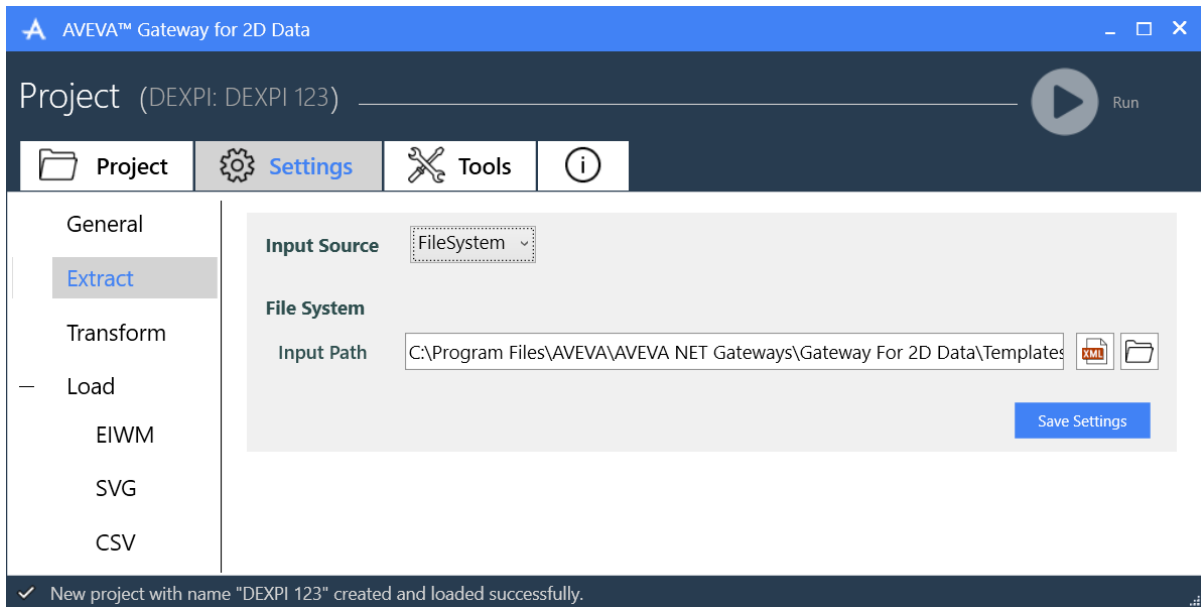 AVEVA™ Gateway for 2D Data
Project (DEXPI: DEXPI 123)
Run
Project
Settings
Tools
General
Extract
Transform
Load
EIWM
SVG
CSV
Input Source FileSystem
File System
Input Path C:\Program Files\AVEVA\AVEVA NET Gateways\Gateway For 2D Data\Templates
XML
Save Settings
New project with name "DEXPI 123" created and loaded successfully.